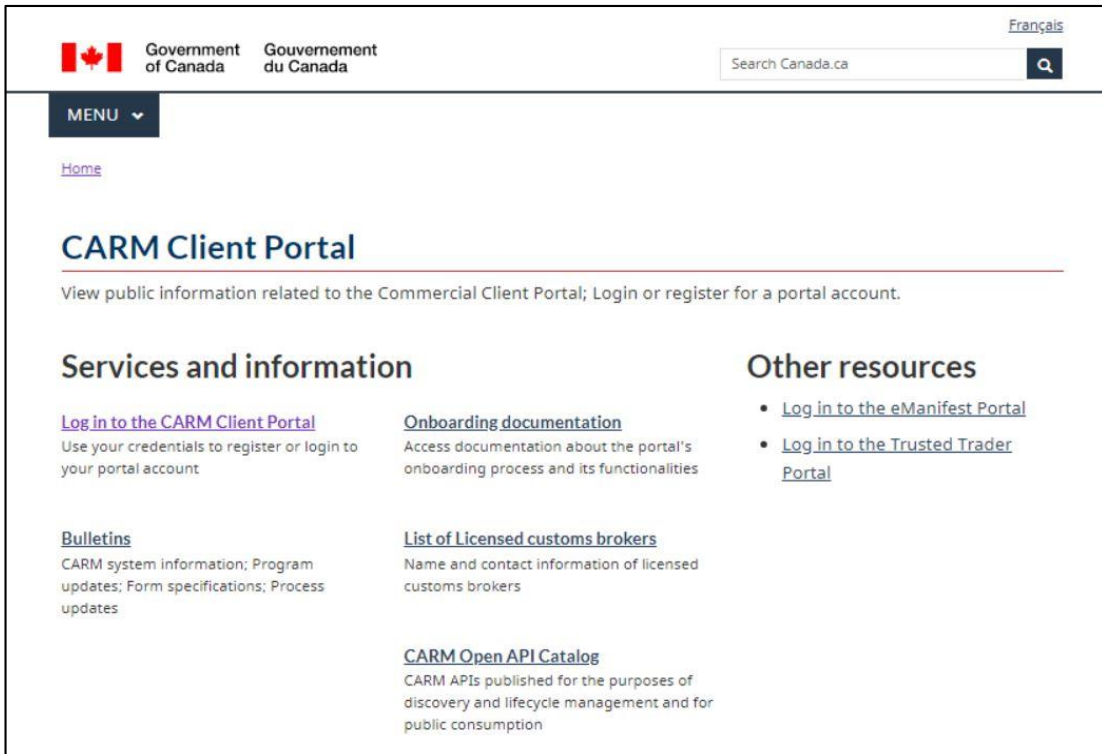 Français
Government
of Canada
Gouvernement
du Canada
Search Canada.ca
MENU
Home
CARM Client Portal
View public information related to the Commercial Client Portal; Login or register for a portal account.
Services and information
Log in to the CARM Client Portal
Use your credentials to register or login to
your portal account
Onboarding documentation
Access documentation about the portal's
onboarding process and its functionalities
Bulletins
CARM system information; Program
updates; Form specifications; Process
updates
List of Licensed customs brokers
Name and contact information of licensed
customs brokers
CARM Open API Catalog
CARM APIs published for the purposes of
discovery and lifecycle management and for
public consumption
Other resources
Log in to the eManifest Portal
Log in to the Trusted Trader
Portal